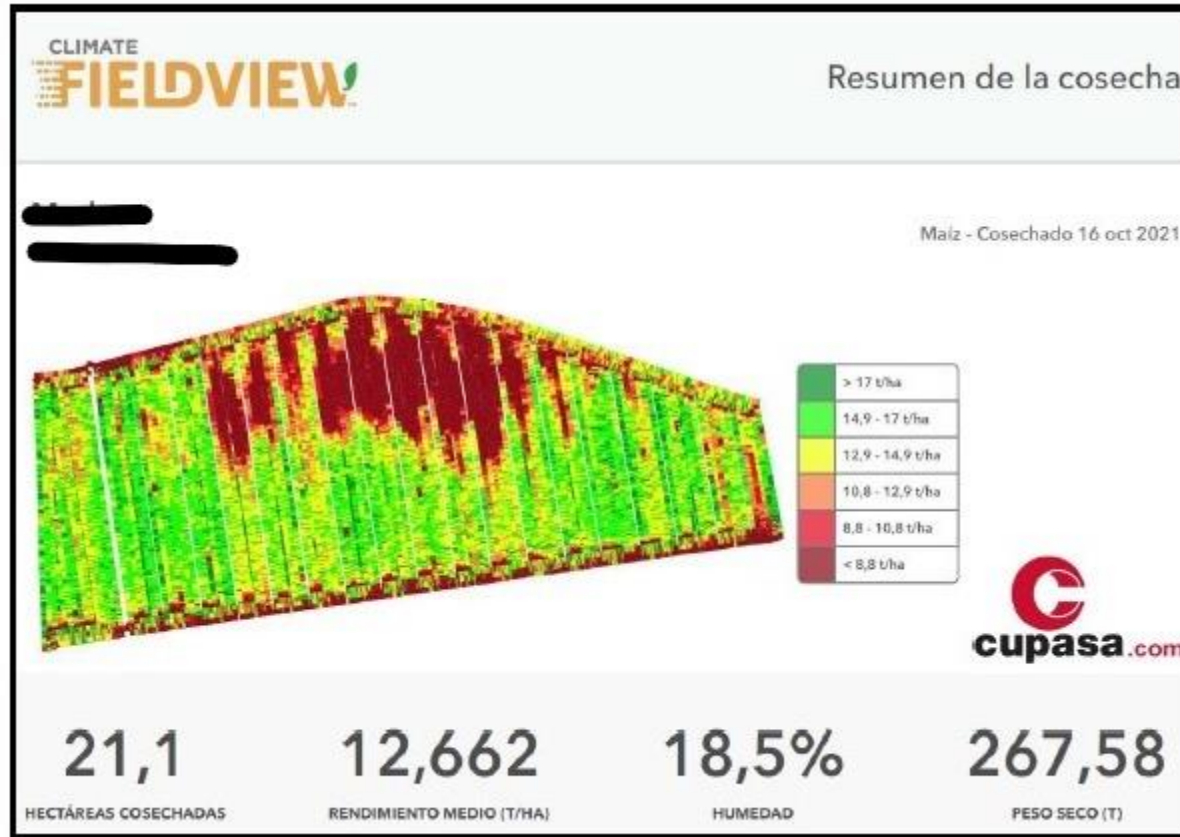 CLIMATE
FIELDVIEW
Resumen de la cosecha
Maíz - Cosechado 16 oct 2021
> 17 t/ha
14,9 - 17 t/ha
12,9 - 14,9 t/ha
10,8 - 12,9 t/ha
8,8 - 10,8 t/ha
< 8,8 t/ha
cupasa.com
21,1
12,662
18,5%
267,58
HECTÁREAS COSECHADAS
RENDIMIENTO MEDIO (T/HA)
HUMEDAD
PESO SECO (T)